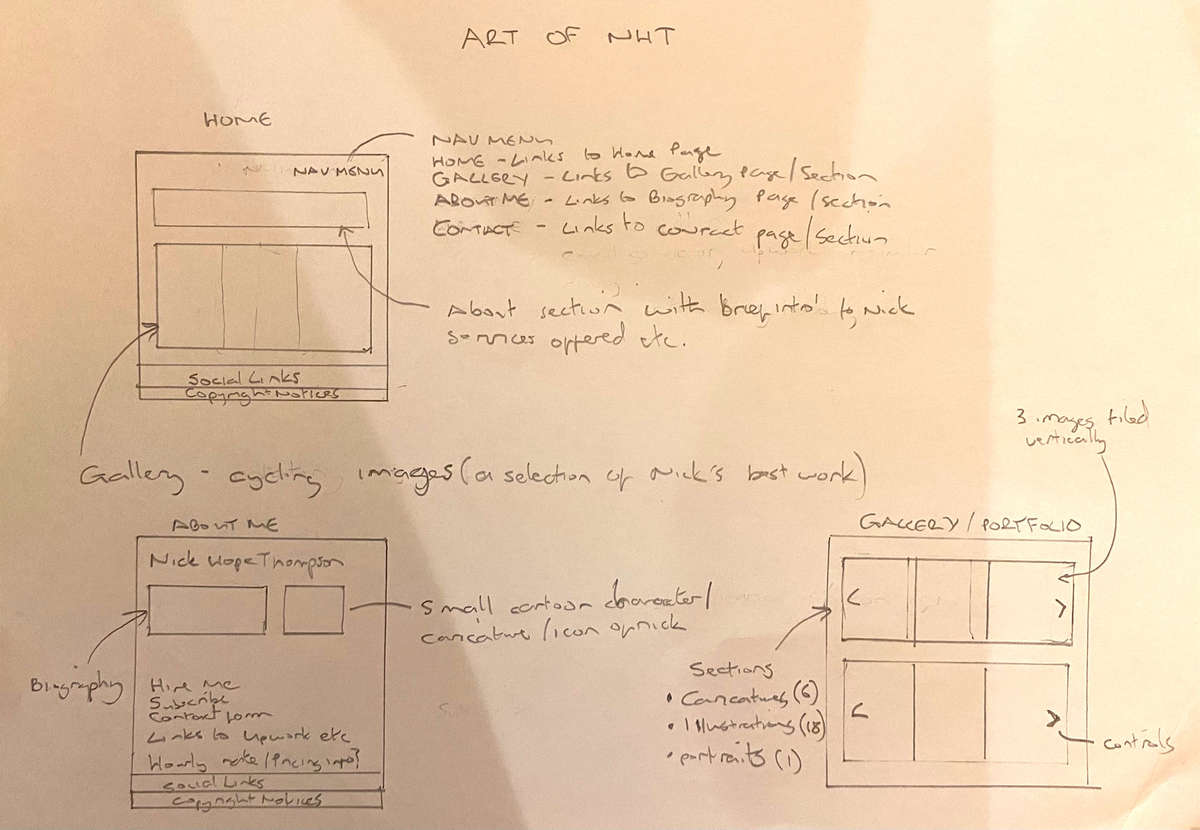 ART OF NHT
HOME
NAV MENU
NAV MENU
HOME - Links to Home Page
GALLERY - Links to Gallery Page/Section
ABOUT ME - Links to Biography Page/section
CONTACT - Links to contact page/section
About section with brief intro' to Nick
Services offered etc.
Social Links
Copyright Notices
Gallery - cycling images (a selection of Nick's best work)
3 images tiled
vertically
ABOUT ME
Nick Hope Thompson
Small cartoon character/
caricature/icon of nick
Biography
Hire me
Subscribe
Contact form
Links to upwork etc
Hourly rate/Pricing info?
Social Links
Copyright Notices
GALLERY/PORTFOLIO
Sections
• Caricatures (6)
• Illustrations (18)
• portraits (1)
controls